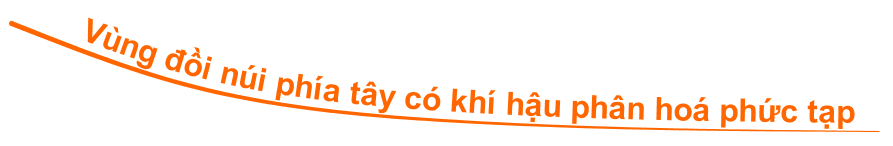 Vùng đồi núi phía tây có khí hậu phân hoá phức tạp